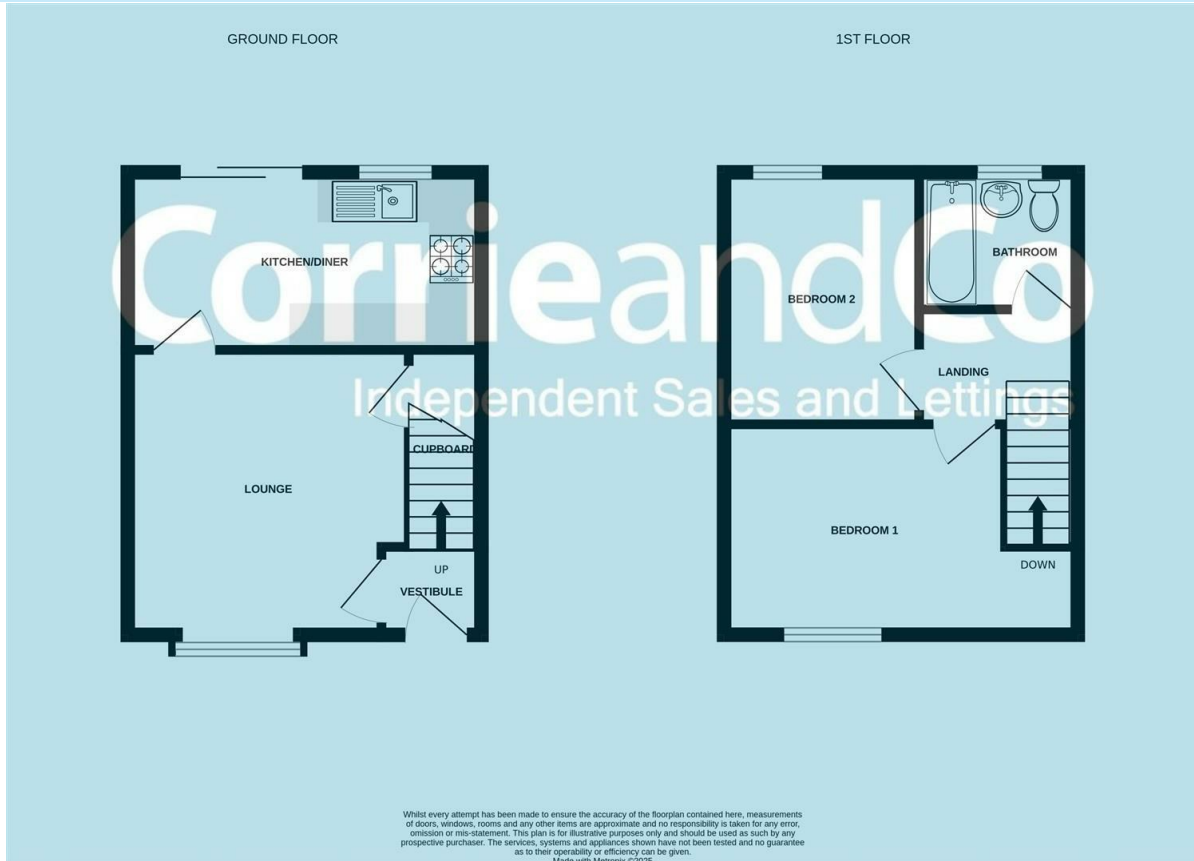 GROUND FLOOR
1ST FLOOR
KITCHEN/DINER
LOUNGE
CUPBOARD
UP
VESTIBULE
BEDROOM 2
BATHROOM
LANDING
BEDROOM 1
DOWN
CorrieandCo
Independent Sales and Lettings
Whilst every attempt has been made to ensure the accuracy of the floorplan contained here, measurements
of doors, windows, rooms and any other items are approximate and no responsibility is taken for any error,
omission or mis-statement. This plan is for illustrative purposes only and should be used as such by any
prospective purchaser. The services, systems and appliances shown have not been tested and no guarantee
as to their operability or efficiency can be given.
Made with Metropix ©2025